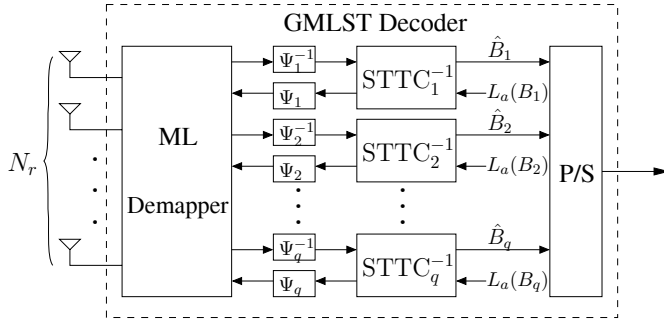 GMLST Decoder
N_r
ML
Demapper
Ψ_1^{-1}
Ψ_1
STTC_1^{-1}
B̂_1
L_a(B_1)
Ψ_2^{-1}
Ψ_2
STTC_2^{-1}
B̂_2
L_a(B_2)
Ψ_q^{-1}
Ψ_q
STTC_q^{-1}
B̂_q
L_a(B_q)
P/S